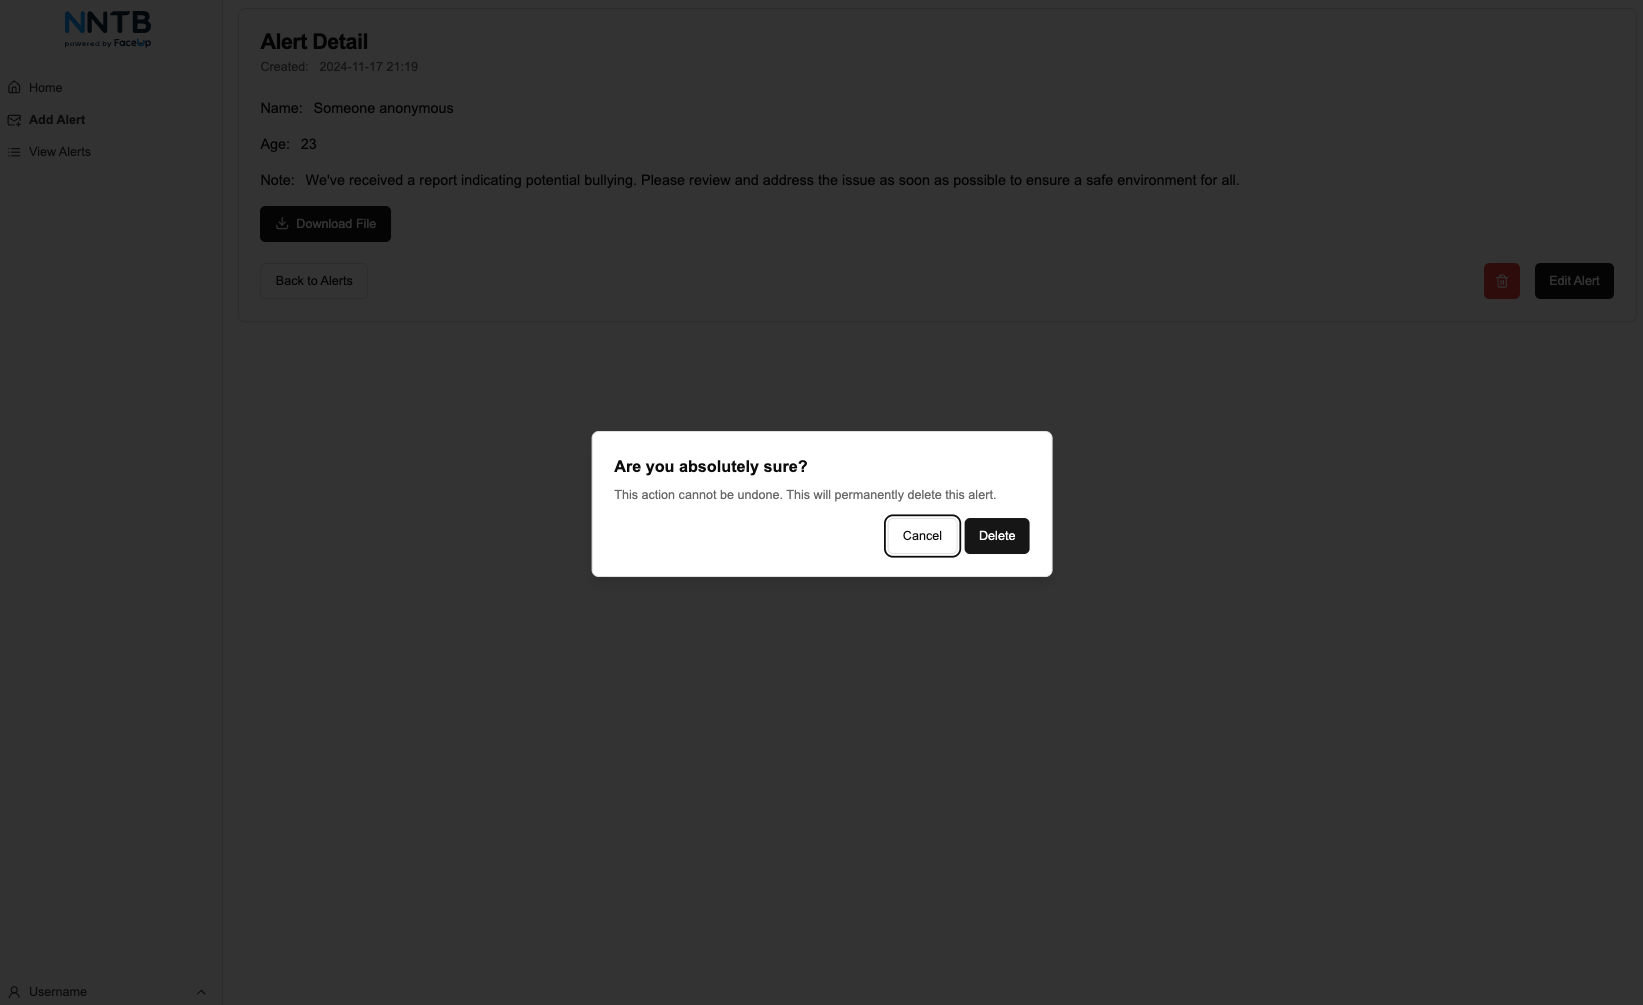 NNTB
powered by FaceUp
Home
Add Alert
View Alerts
Alert Detail
Created: 2024-11-17 21:19
Name: Someone anonymous
Age: 23
Note: We've received a report indicating potential bullying. Please review and address the issue as soon as possible to ensure a safe environment for all.
Download File
Back to Alerts
Edit Alert
Are you absolutely sure?
This action cannot be undone. This will permanently delete this alert.
Cancel Delete
Username